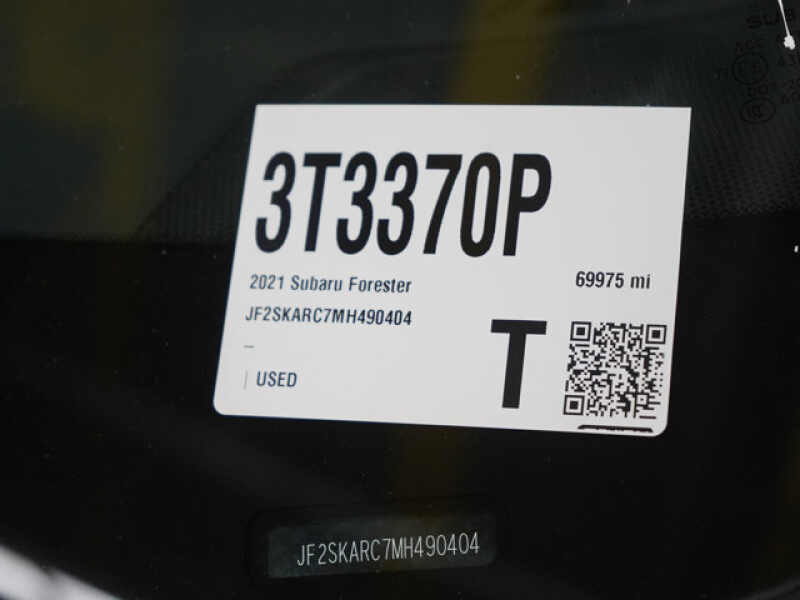 3T3370P
2021 Subaru Forester
69975 mi
JF2SKARC7MH490404
T
USED
JF2SKARC7MH490404